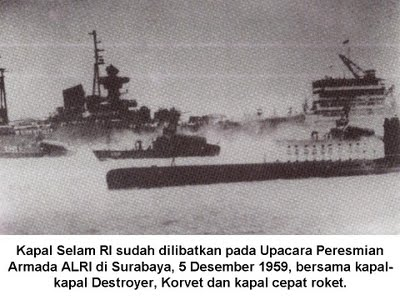 Kapal Selam RI sudah dilibatkan pada Upacara Peresmian
Armada ALRI di Surabaya, 5 Desember 1959, bersama kapal-
kapal Destroyer, Korvet dan kapal cepat roket.